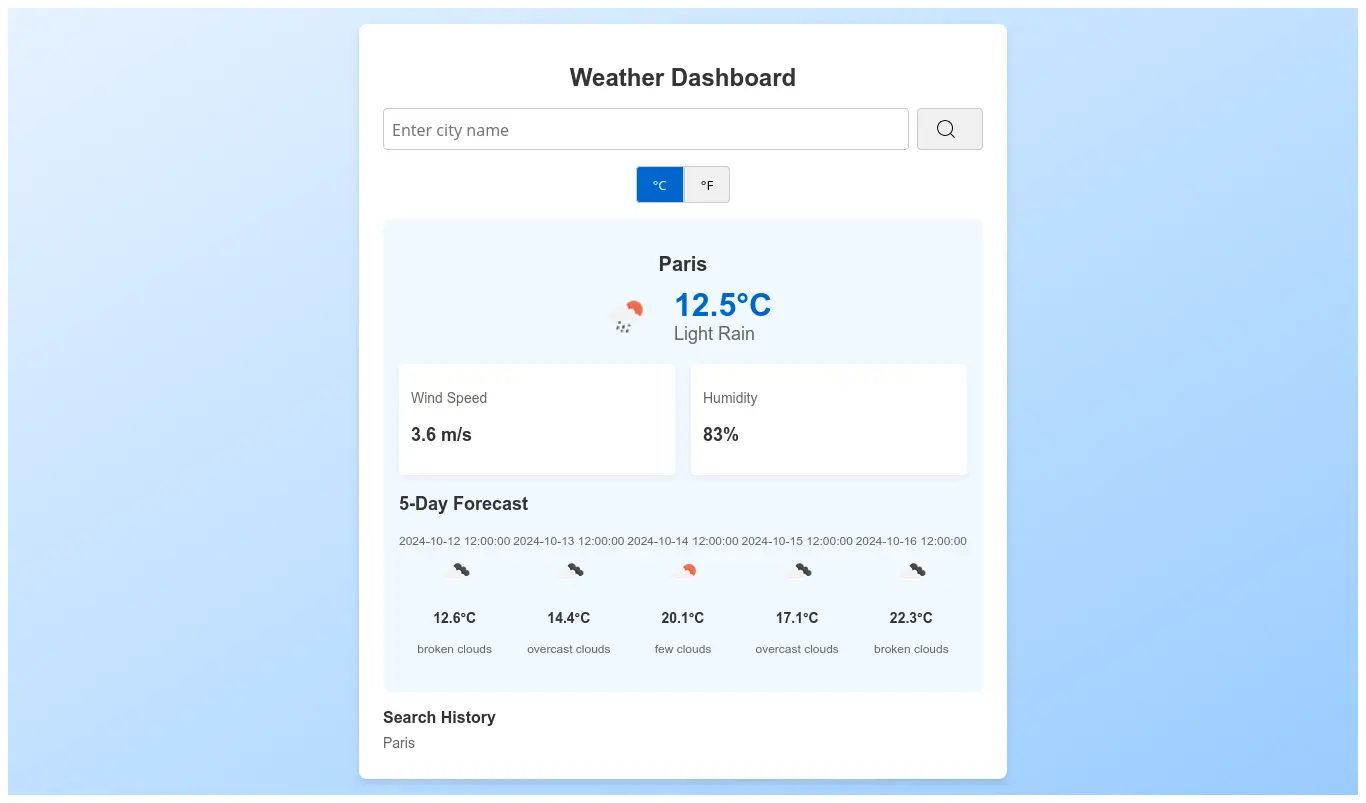 Weather Dashboard
Enter city name
°C °F
Paris
12.5°C
Light Rain
Wind Speed
3.6 m/s
Humidity
83%
5-Day Forecast
2024-10-12 12:00:00 2024-10-13 12:00:00 2024-10-14 12:00:00 2024-10-15 12:00:00 2024-10-16 12:00:00
12.6°C 14.4°C 20.1°C 17.1°C 22.3°C
broken clouds overcast clouds few clouds overcast clouds broken clouds
Search History
Paris